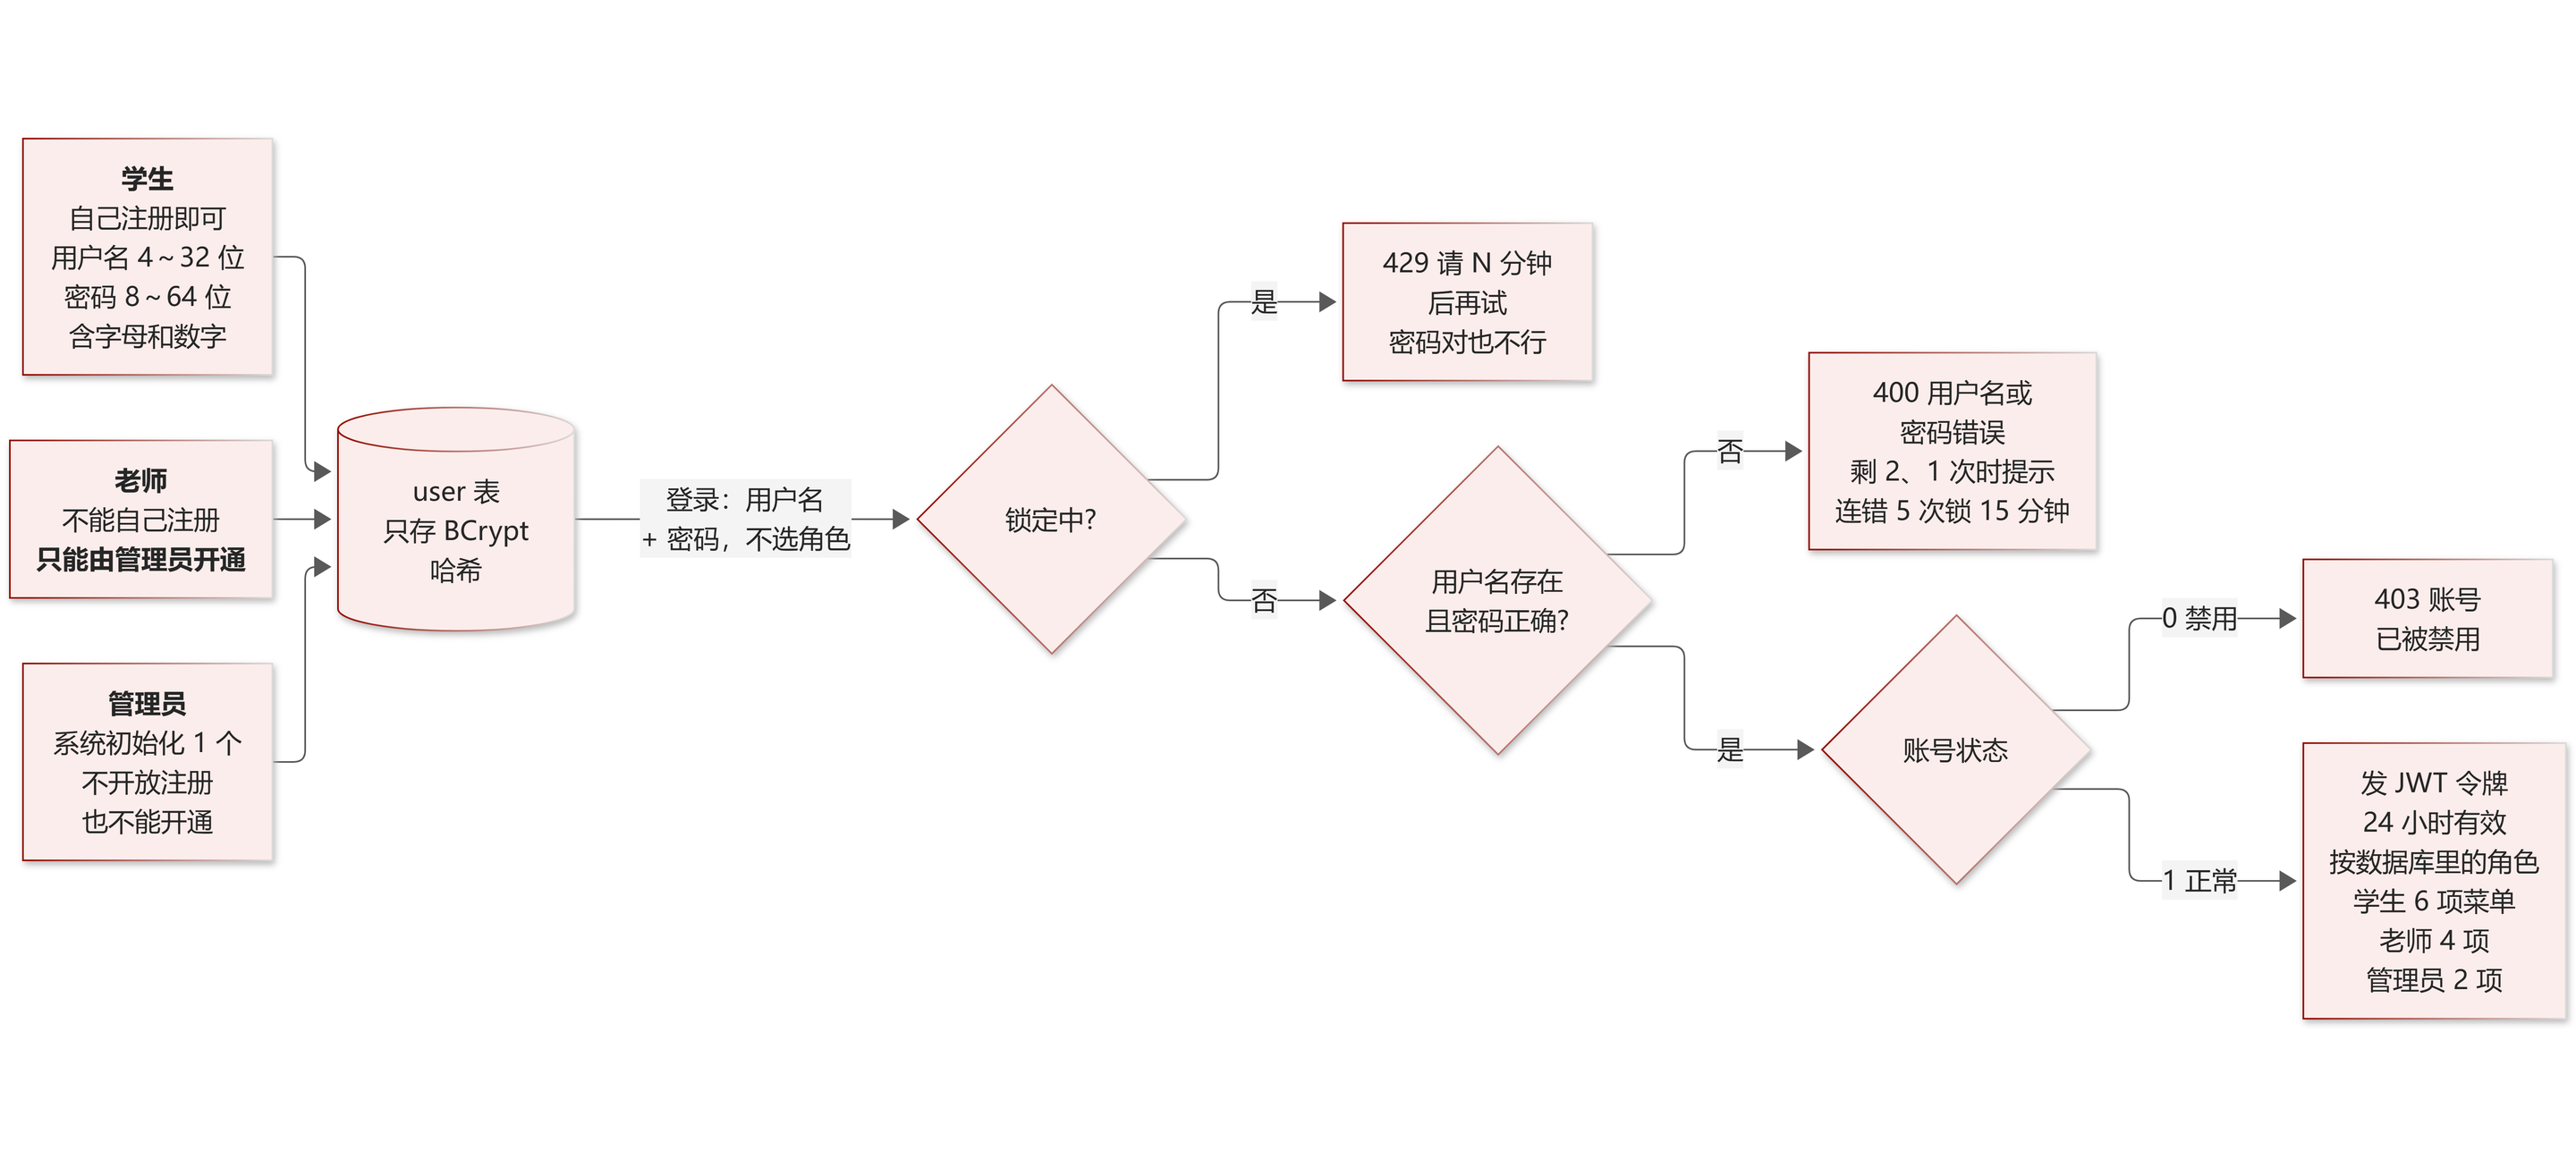 学生
自己注册即可
用户名 4~32 位
密码 8~64 位
含字母和数字
老师
不能自己注册
只能由管理员开通
管理员
系统初始化 1 个
不开放注册
也不能开通
user 表
只存 BCrypt
哈希
登录：用户名
+ 密码，不选角色
锁定中?
是
429 请 N 分钟
后再试
密码对也不行
否
用户名存在
且密码正确?
否
400 用户名或
密码错误
剩 2、1 次时提示
连错 5 次锁 15 分钟
是
账号状态
0 禁用
403 账号
已被禁用
1 正常
发 JWT 令牌
24 小时有效
按数据库里的角色
学生 6 项菜单
老师 4 项
管理员 2 项